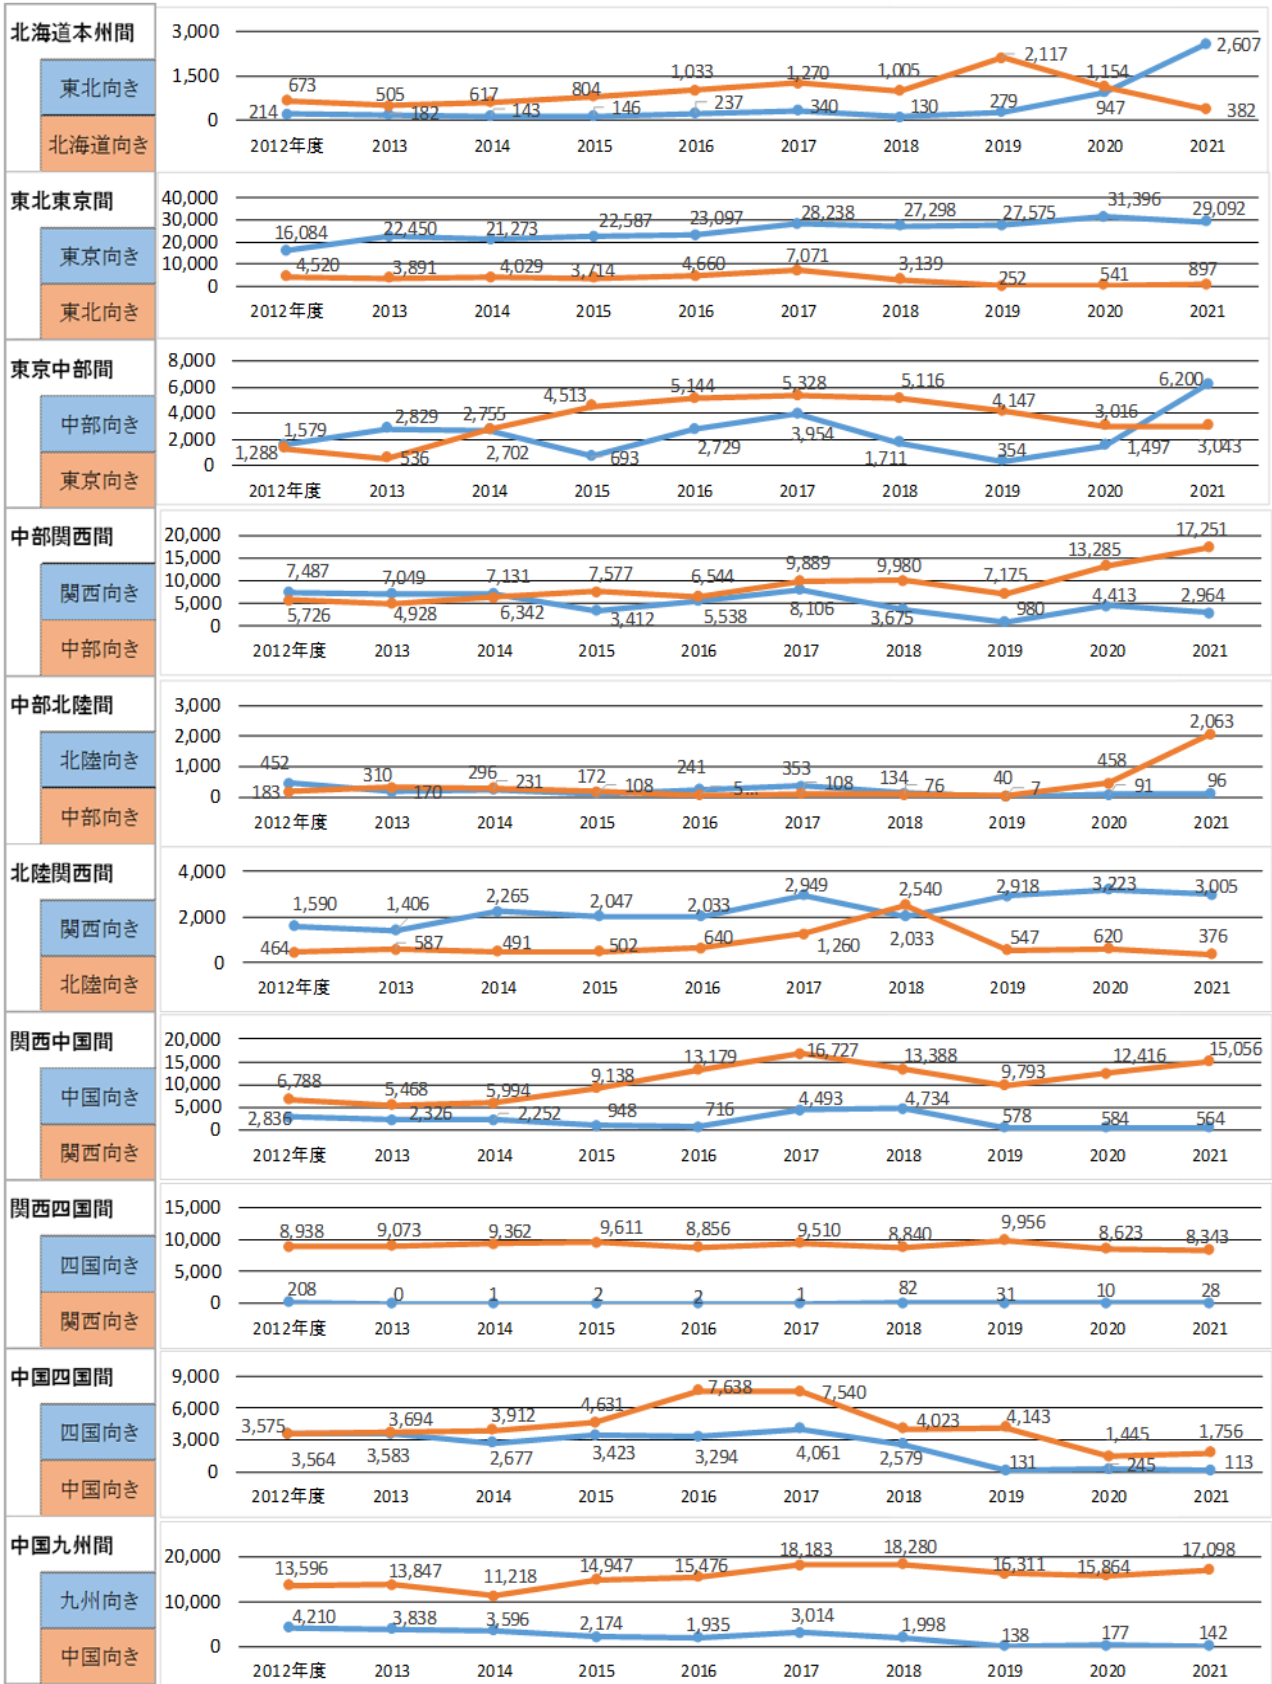 北海道本州間
東北向き
北海道向き
3,000
1,500
0
673 505 617 804 1,033 1,270 1,005 2,117 1,154 382
214 182 143 146 237 340 130 279 947 2,607
2012年度 2013 2014 2015 2016 2017 2018 2019 2020 2021
東北東京間
東京向き
東北向き
40,000
30,000
20,000
10,000
0
16,084 22,450 21,273 22,587 23,097 28,238 27,298 27,575 31,396 29,092
4,520 3,891 4,029 3,714 4,660 7,071 3,139 252 541 897
2012年度 2013 2014 2015 2016 2017 2018 2019 2020 2021
東京中部間
中部向き
東京向き
8,000
6,000
4,000
2,000
0
1,579 2,829 2,702 693 2,729 3,954 1,711 354 1,497 6,200
1,288 536 2,755 4,513 5,144 5,328 5,116 4,147 3,016 3,043
2012年度 2013 2014 2015 2016 2017 2018 2019 2020 2021
中部関西間
関西向き
中部向き
20,000
15,000
10,000
5,000
0
7,487 7,049 7,131 7,577 6,544 9,889 9,980 7,175 13,285 17,251
5,726 4,928 6,342 3,412 5,538 8,106 3,675 980 4,413 2,964
2012年度 2013 2014 2015 2016 2017 2018 2019 2020 2021
中部北陸間
北陸向き
中部向き
3,000
2,000
1,000
0
452 310 296 172 241 353 134 40 458 2,063
183 170 231 108 5… 108 76 7 91 96
2012年度 2013 2014 2015 2016 2017 2018 2019 2020 2021
北陸関西間
関西向き
北陸向き
4,000
2,000
0
1,590 1,406 2,265 2,047 2,033 2,949 2,540 2,918 3,223 3,005
464 587 491 502 640 1,260 2,033 547 620 376
2012年度 2013 2014 2015 2016 2017 2018 2019 2020 2021
関西中国間
中国向き
関西向き
20,000
15,000
10,000
5,000
0
6,788 5,468 5,994 9,138 13,179 16,727 13,388 9,793 12,416 15,056
2,836 2,326 2,252 948 716 4,493 4,734 578 584 564
2012年度 2013 2014 2015 2016 2017 2018 2019 2020 2021
関西四国間
四国向き
関西向き
15,000
10,000
5,000
0
8,938 9,073 9,362 9,611 8,856 9,510 8,840 9,956 8,623 8,343
208 0 1 2 2 1 82 31 10 28
2012年度 2013 2014 2015 2016 2017 2018 2019 2020 2021
中国四国間
四国向き
中国向き
9,000
6,000
3,000
0
3,575 3,694 3,912 4,631 7,638 7,540 4,023 4,143 1,445 1,756
3,564 3,583 2,677 3,423 3,294 4,061 2,579 131 245 113
2012年度 2013 2014 2015 2016 2017 2018 2019 2020 2021
中国九州間
九州向き
中国向き
20,000
10,000
0
13,596 13,847 11,218 14,947 15,476 18,183 18,280 16,311 15,864 17,098
4,210 3,838 3,596 2,174 1,935 3,014 1,998 138 177 142
2012年度 2013 2014 2015 2016 2017 2018 2019 2020 2021